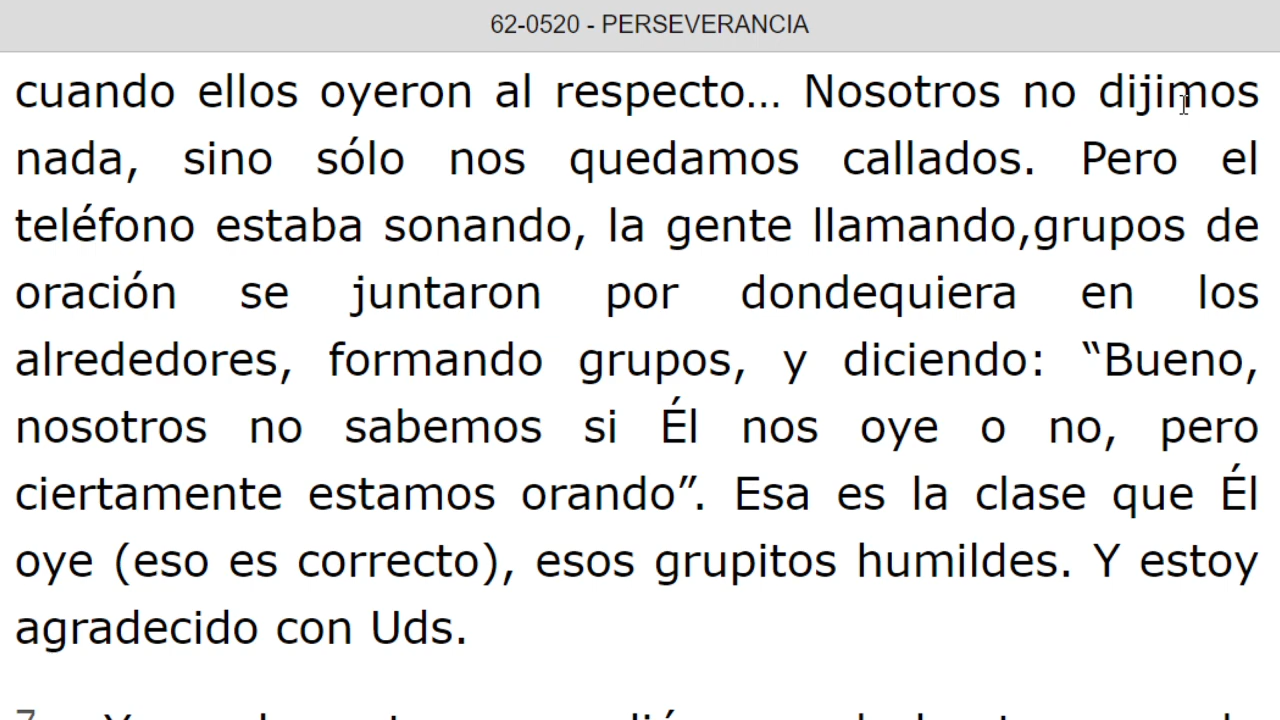 62-0520 - PERSEVERANCIA
cuando ellos oyeron al respecto... Nosotros no dijimos
nada, sino sólo nos quedamos callados. Pero el
teléfono estaba sonando, la gente llamando,grupos de
oración se juntaron por dondequiera en los
alrededores, formando grupos, y diciendo: “Bueno,
nosotros no sabemos si Él nos oye o no, pero
ciertamente estamos orando”. Esa es la clase que Él
oye (eso es correcto), esos grupitos humildes. Y estoy
agradecido con Uds.
7